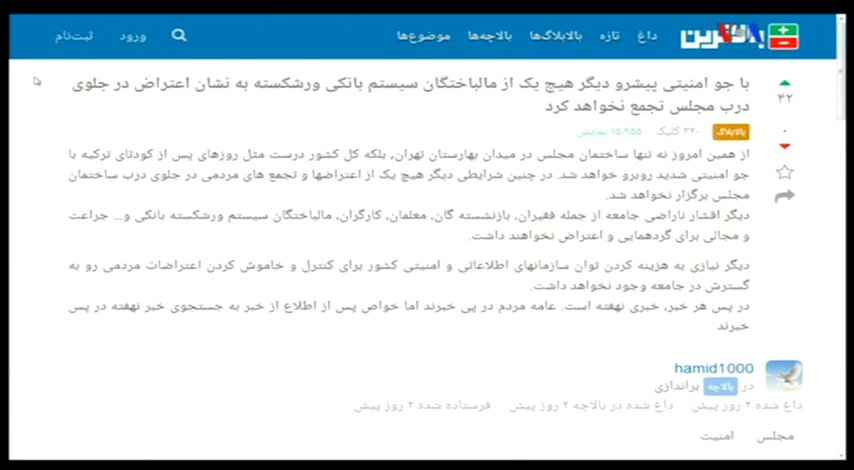 بالاترین داغ تازه بالابلاگ‌ها بالاچه‌ها موضوع‌ها ورود ثبت‌نام
با جو امنیتی پیشرو دیگر هیچ یک از مالباختگان سیستم بانکی ورشکسته به نشان اعتراض در جلوی
درب مجلس تجمع نخواهد کرد
۴۲
بالابلاگ ۳۲۰ کلیک ۱۵/۹۵۵ نمایش
۰
از همین امروز نه تنها ساختمان مجلس در میدان بهارستان تهران, بلکه کل کشور درست مثل روزهای پس از کودتای ترکیه با
جو امنیتی شدید روبرو خواهد شد. در چنین شرایطی دیگر هیچ یک از اعتراضها و تجمع های مردمی در جلوی درب ساختمان
مجلس برگزار نخواهد شد.
دیگر اقشار ناراضی جامعه از جمله فقیران, بازنشسته گان, معلمان, کارگران, مالباختگان سیستم ورشکسته بانکی و... جراعت
و مجالی برای گردهمایی و اعتراض نخواهند داشت.
دیگر نیازی به هزینه کردن توان سازمانهای اطلاعاتی و امنیتی کشور برای کنترل و خاموش کردن اعتراضات مردمی رو به
گسترش در جامعه وجود نخواهد داشت.
در پس هر خبر, خبری نهفته است. عامه مردم در پی خبرند اما خواص پس از اطلاع از خبر به جستجوی خبر نهفته در پس
خبرند
hamid1000
در بالاچه براندازی
داغ شده ۲ روز پیش داغ شده در بالاچه ۲ روز پیش فرستاده شده ۲ روز پیش
مجلس امنیت